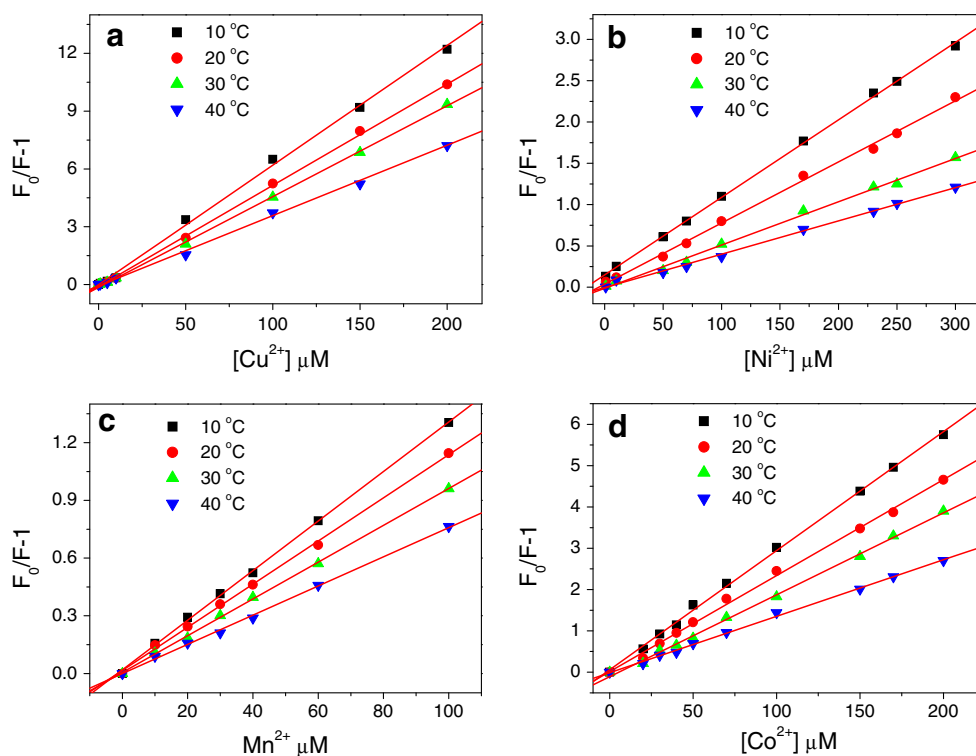 a
10 °C
20 °C
30 °C
40 °C
12
9
6
3
0
F₀/F-1
0 50 100 150 200
[Cu²⁺] μM
b
10 °C
20 °C
30 °C
40 °C
3.0
2.5
2.0
1.5
1.0
0.5
0.0
F₀/F-1
0 50 100 150 200 250 300
[Ni²⁺] μM
c
10 °C
20 °C
30 °C
40 °C
1.2
0.9
0.6
0.3
0.0
F₀/F-1
0 20 40 60 80 100
Mn²⁺ μM
d
10 °C
20 °C
30 °C
40 °C
6
5
4
3
2
1
0
F₀/F-1
0 50 100 150 200
[Co²⁺] μM